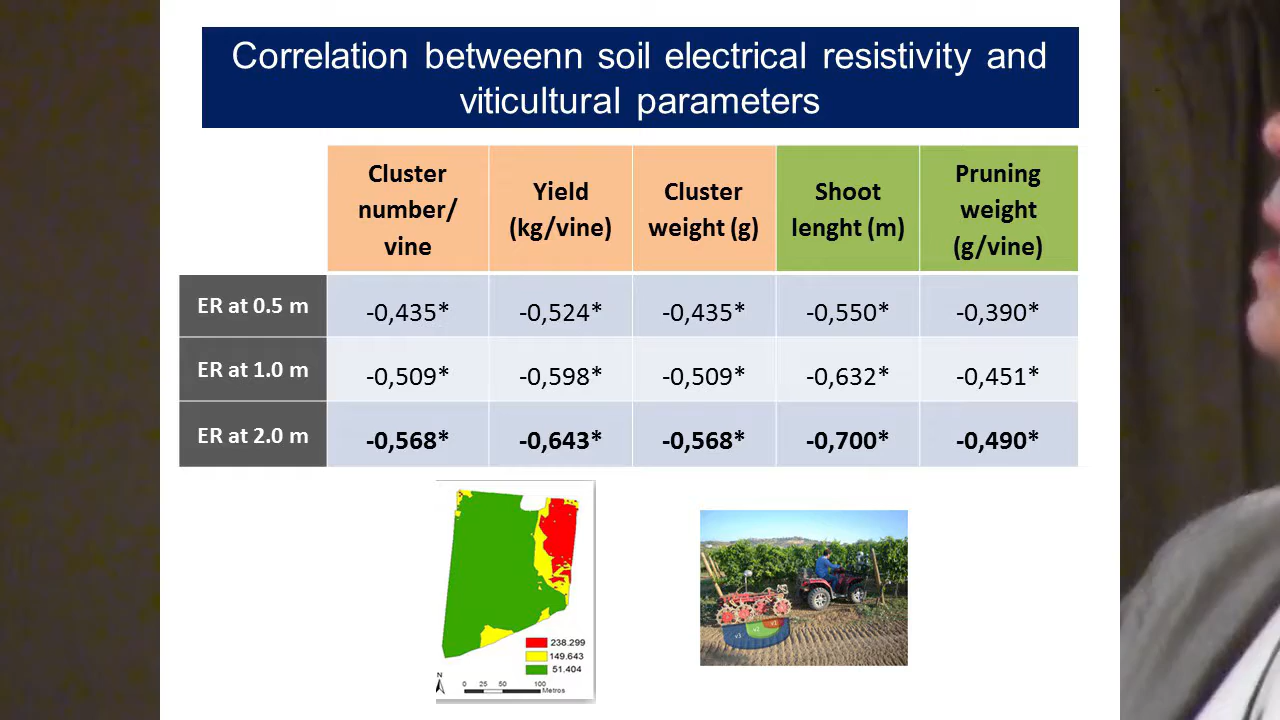 Correlation betweenn soil electrical resistivity and
viticultural parameters
Cluster
number/
vine
Yield
(kg/vine)
Cluster
weight (g)
Shoot
lenght (m)
Pruning
weight
(g/vine)
ER at 0.5 m
-0,435*
-0,524*
-0,435*
-0,550*
-0,390*
ER at 1.0 m
-0,509*
-0,598*
-0,509*
-0,632*
-0,451*
ER at 2.0 m
-0,568*
-0,643*
-0,568*
-0,700*
-0,490*
238.299
149.643
51.404
N
0 25 50 100
Metros
V3 V2 V1